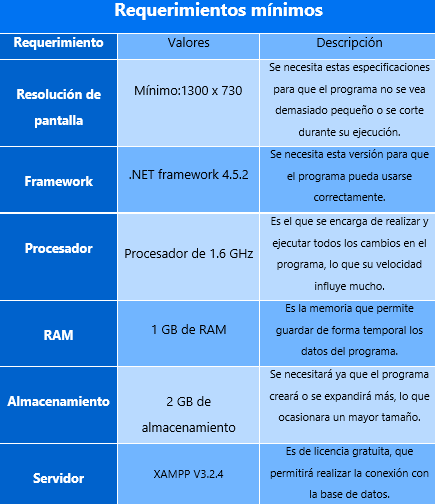 Requerimientos mínimos
Requerimiento
Valores
Descripción
Resolución de
pantalla
Mínimo:1300 x 730
Se necesita estas especificaciones
para que el programa no se vea
demasiado pequeño o se corte
durante su ejecución.
Framework
.NET framework 4.5.2
Se necesita esta versión para que
el programa pueda usarse
correctamente.
Procesador
Procesador de 1.6 GHz
Es el que se encarga de realizar y
ejecutar todos los cambios en el
programa, lo que su velocidad
influye mucho.
RAM
1 GB de RAM
Es la memoria que permite
guardar de forma temporal los
datos del programa.
Almacenamiento
2 GB de
almacenamiento
Se necesitará ya que el programa
creará o se expandirá más, lo que
ocasionara un mayor tamaño.
Servidor
XAMPP V3.2.4
Es de licencia gratuita, que
permitirá realizar la conexión con
la base de datos.